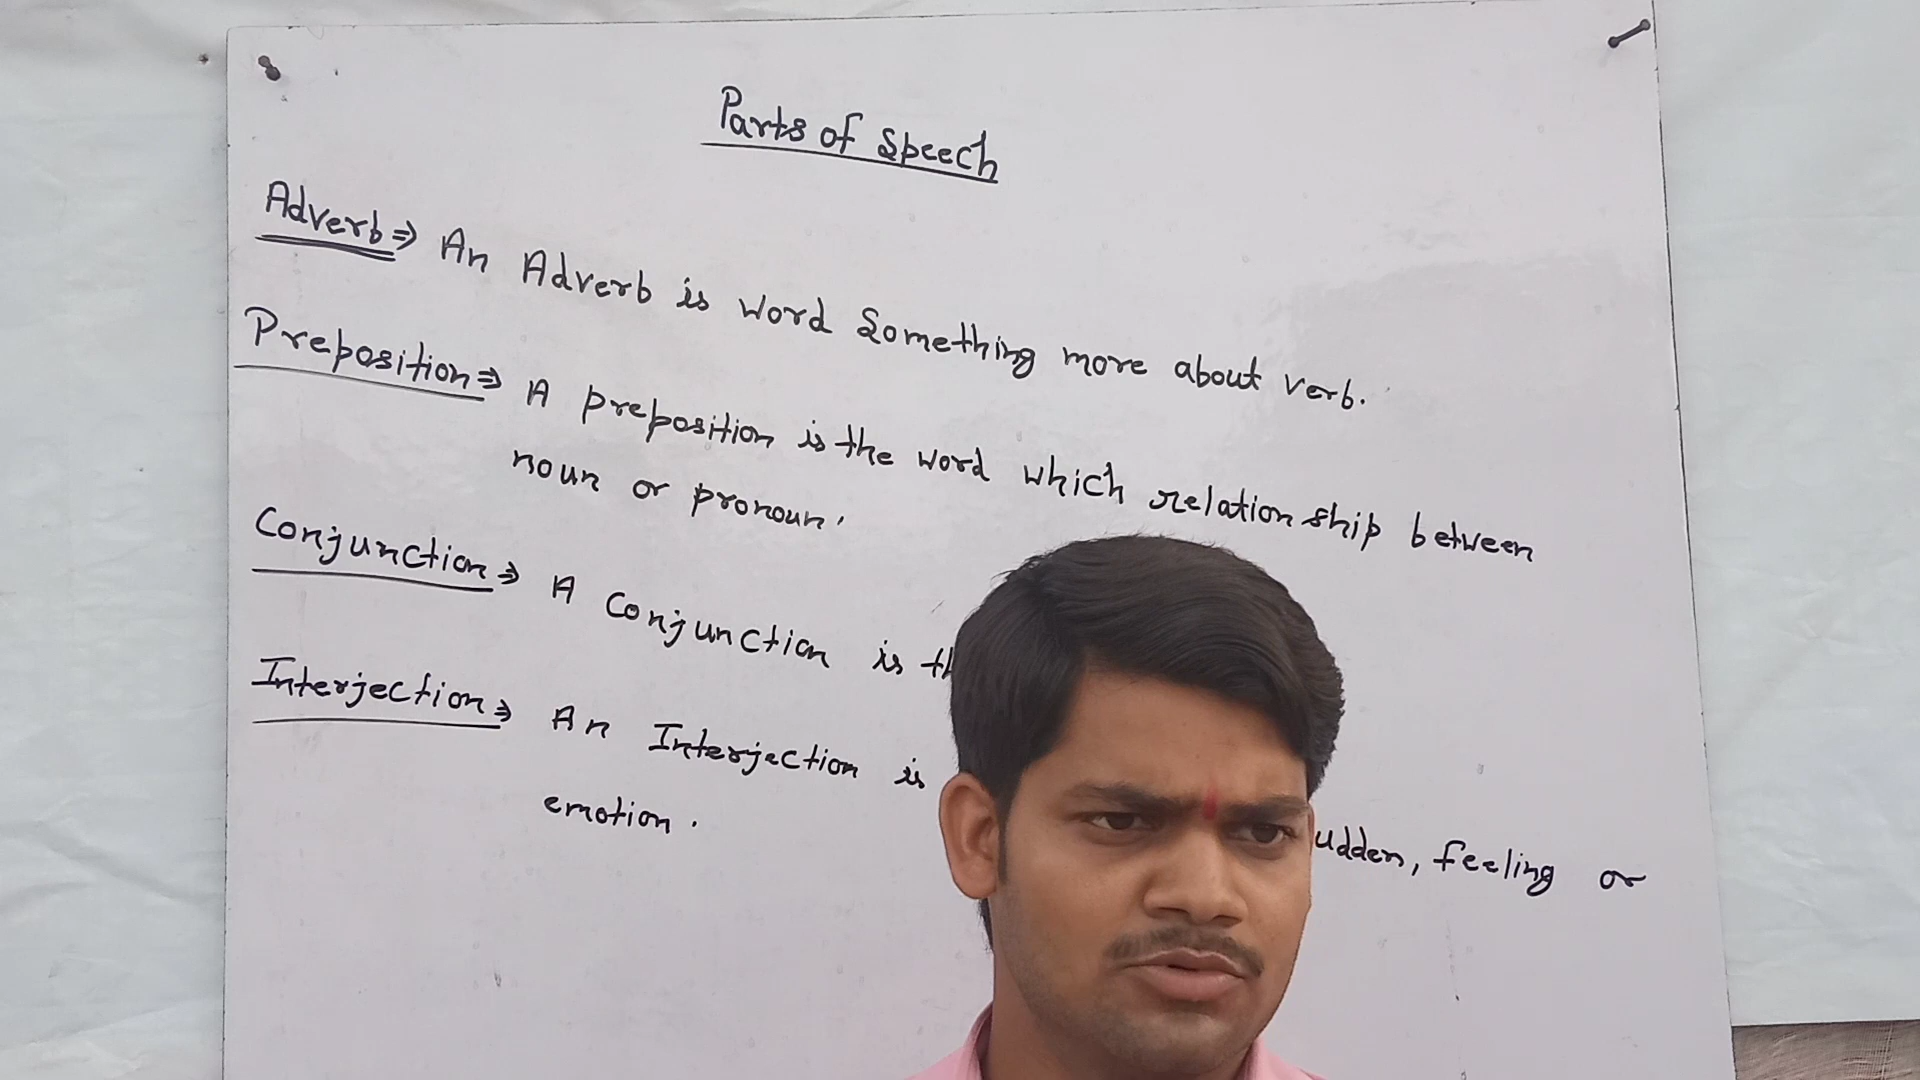 Parts of Speech
Adverb⇒ An Adverb is word Something more about verb.
Preposition⇒ A preposition is the word which relationship between
noun or pronoun.
Conjunction⇒ A Conjunction is
Interjection⇒ An Interjection is feeling or
emotion.